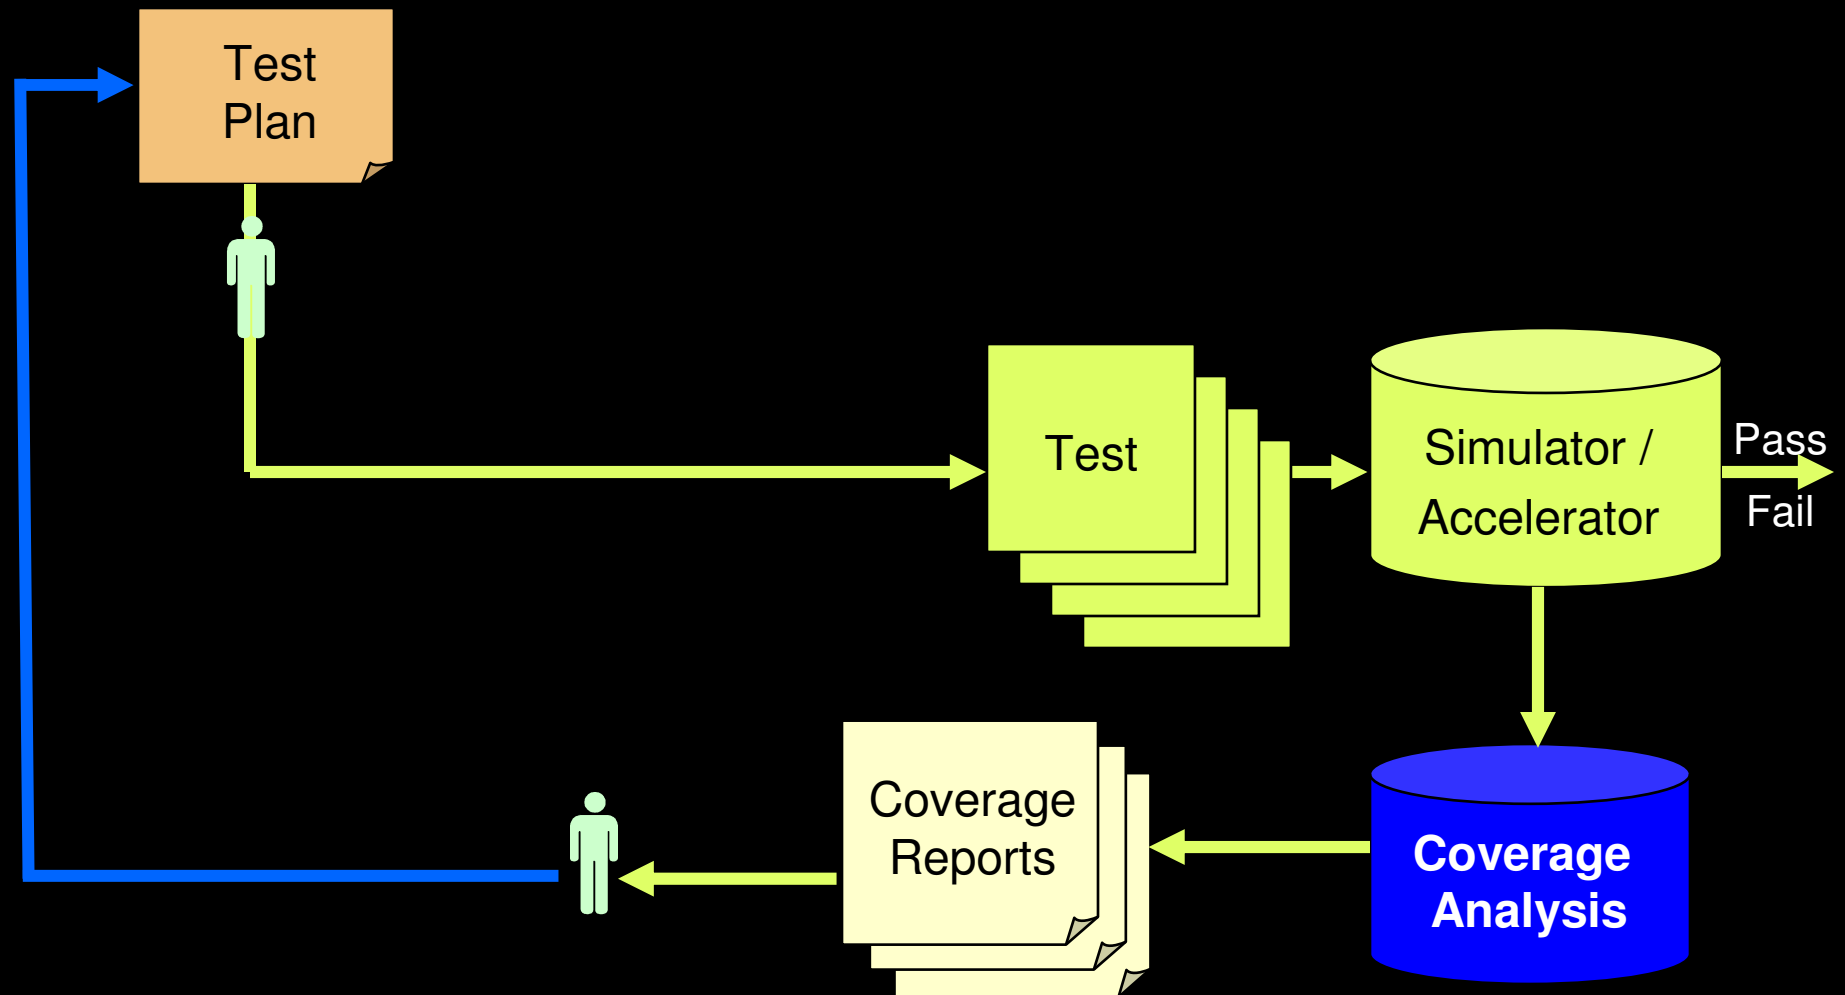 Test
Plan
Test
Simulator /
Accelerator
Pass
Fail
Coverage
Reports
Coverage
Analysis